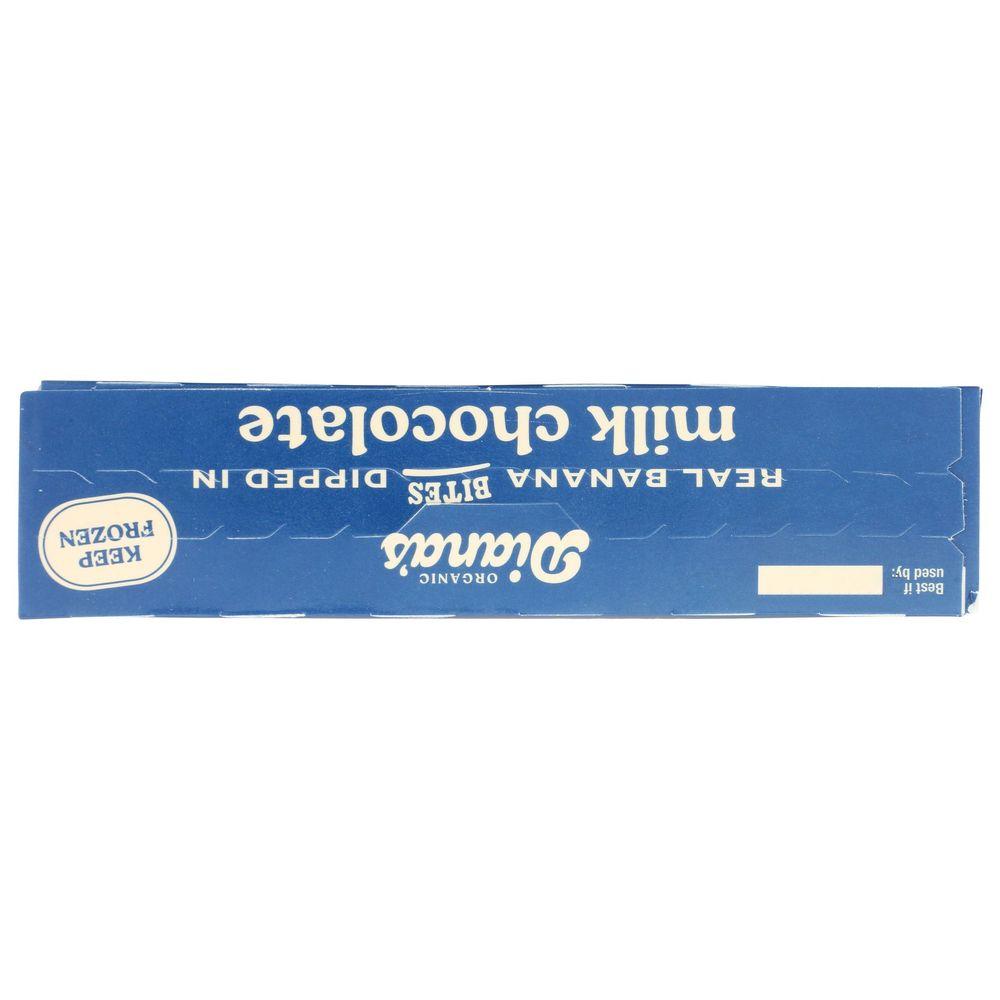 Best if
used by:
ORGANIC
Diana's
KEEP
FROZEN
REAL BANANA BITES DIPPED IN
milk chocolate